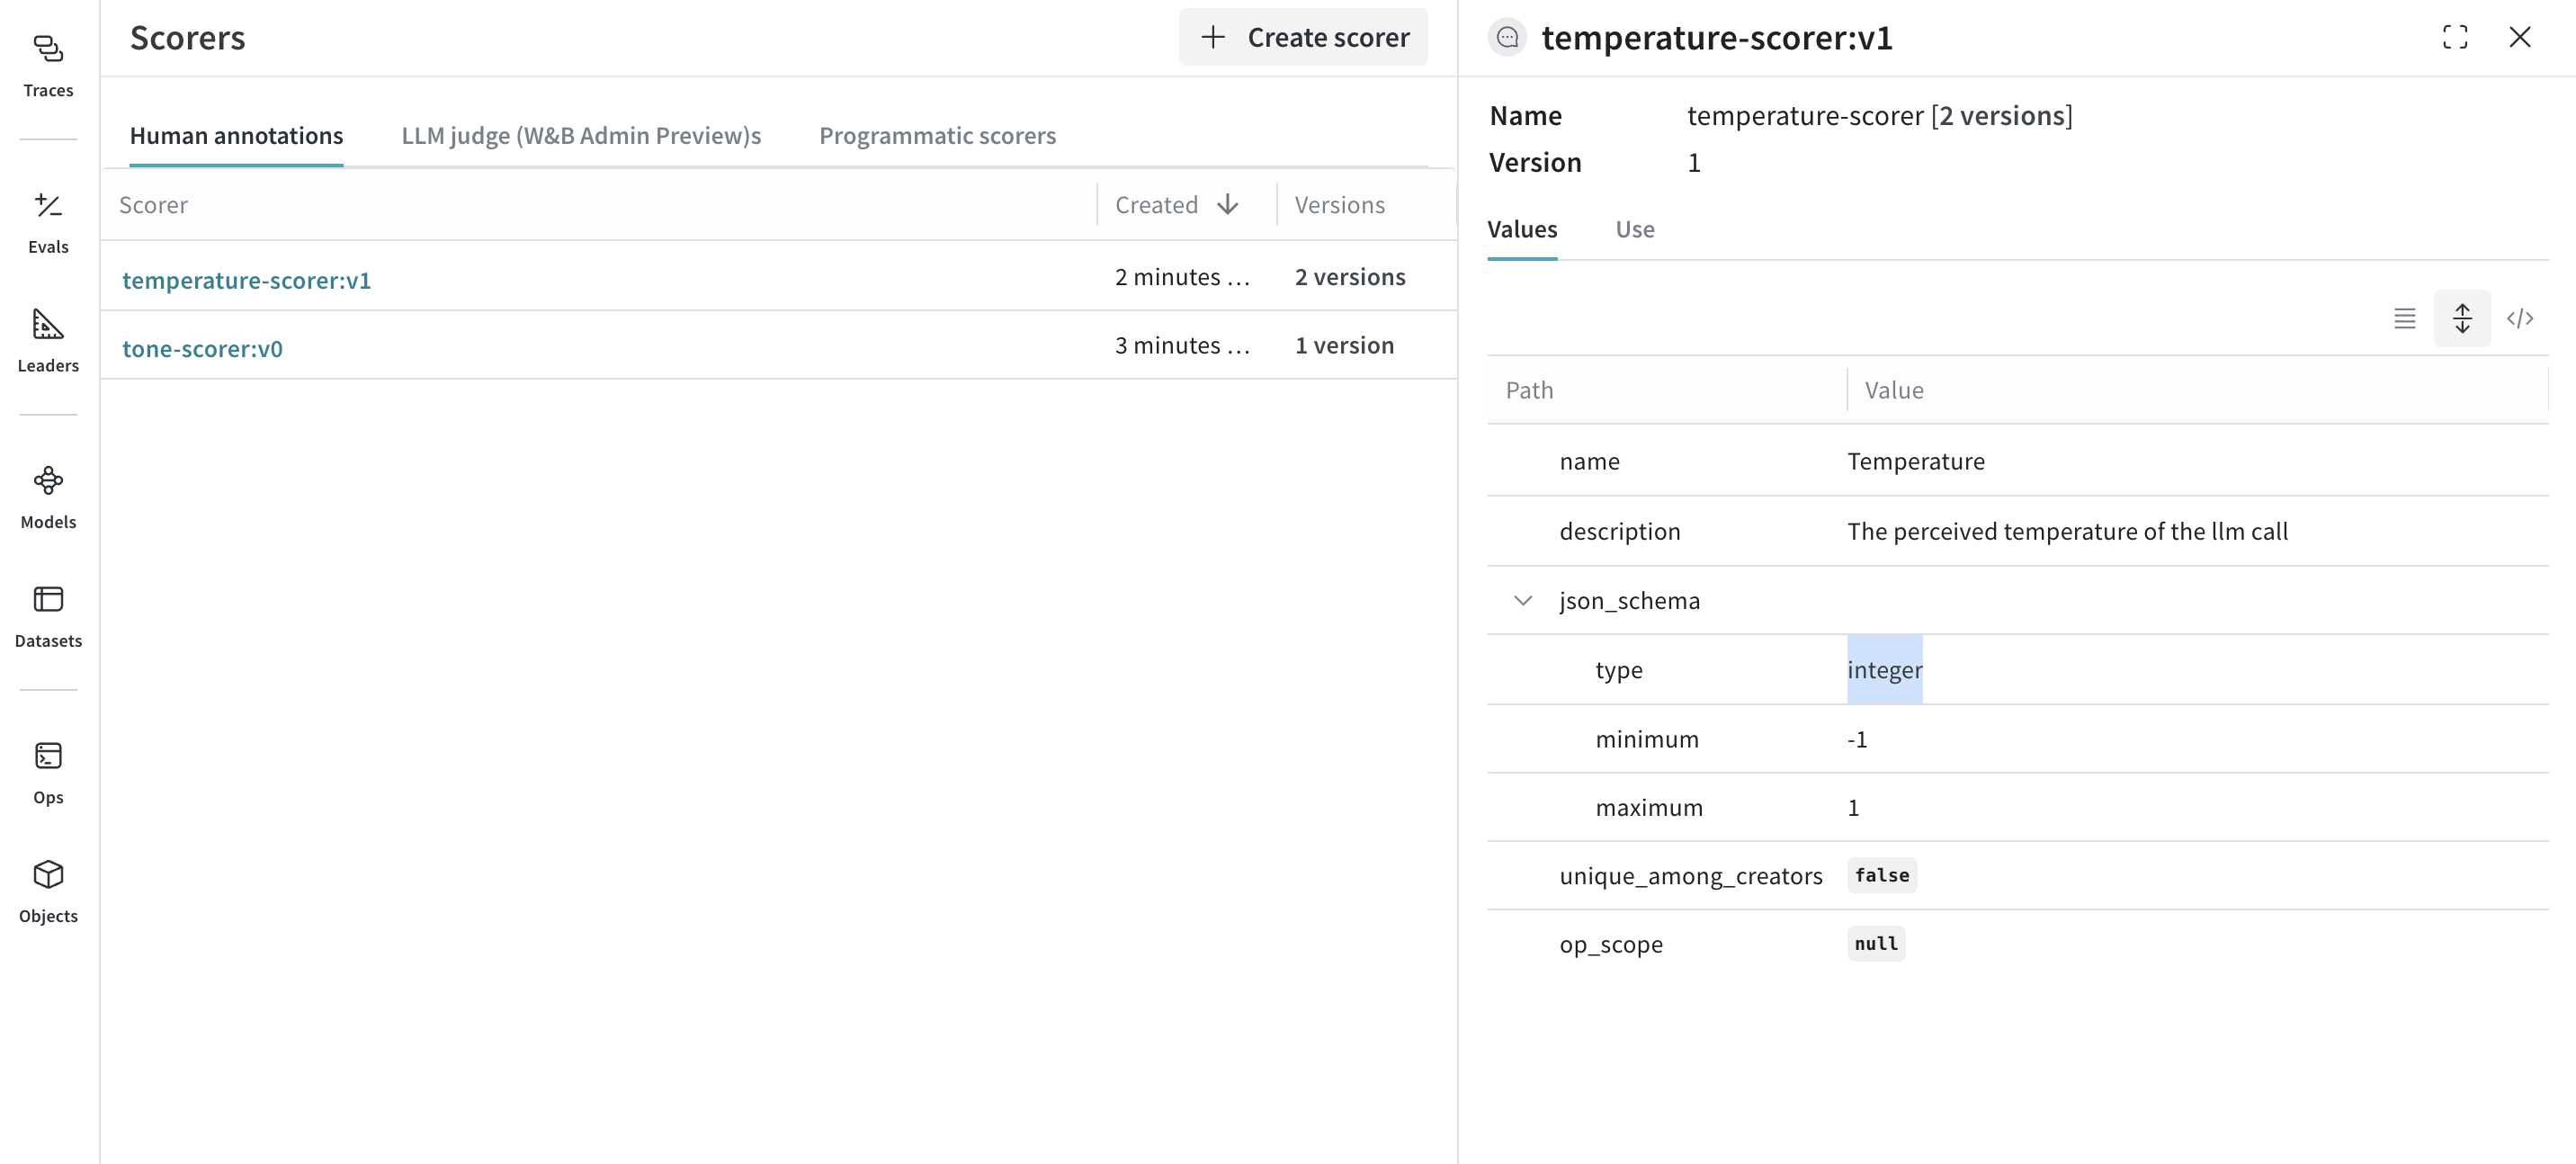 Traces
Evals
Leaders
Models
Datasets
Ops
Objects
Scorers
Create scorer
Human annotations LLM judge (W&B Admin Preview)s Programmatic scorers
Scorer Created Versions
temperature-scorer:v1 2 minutes ... 2 versions
tone-scorer:v0 3 minutes ... 1 version
temperature-scorer:v1
Name temperature-scorer [2 versions]
Version 1
Values Use
Path Value
name Temperature
description The perceived temperature of the llm call
json_schema
type integer
minimum -1
maximum 1
unique_among_creators false
op_scope null